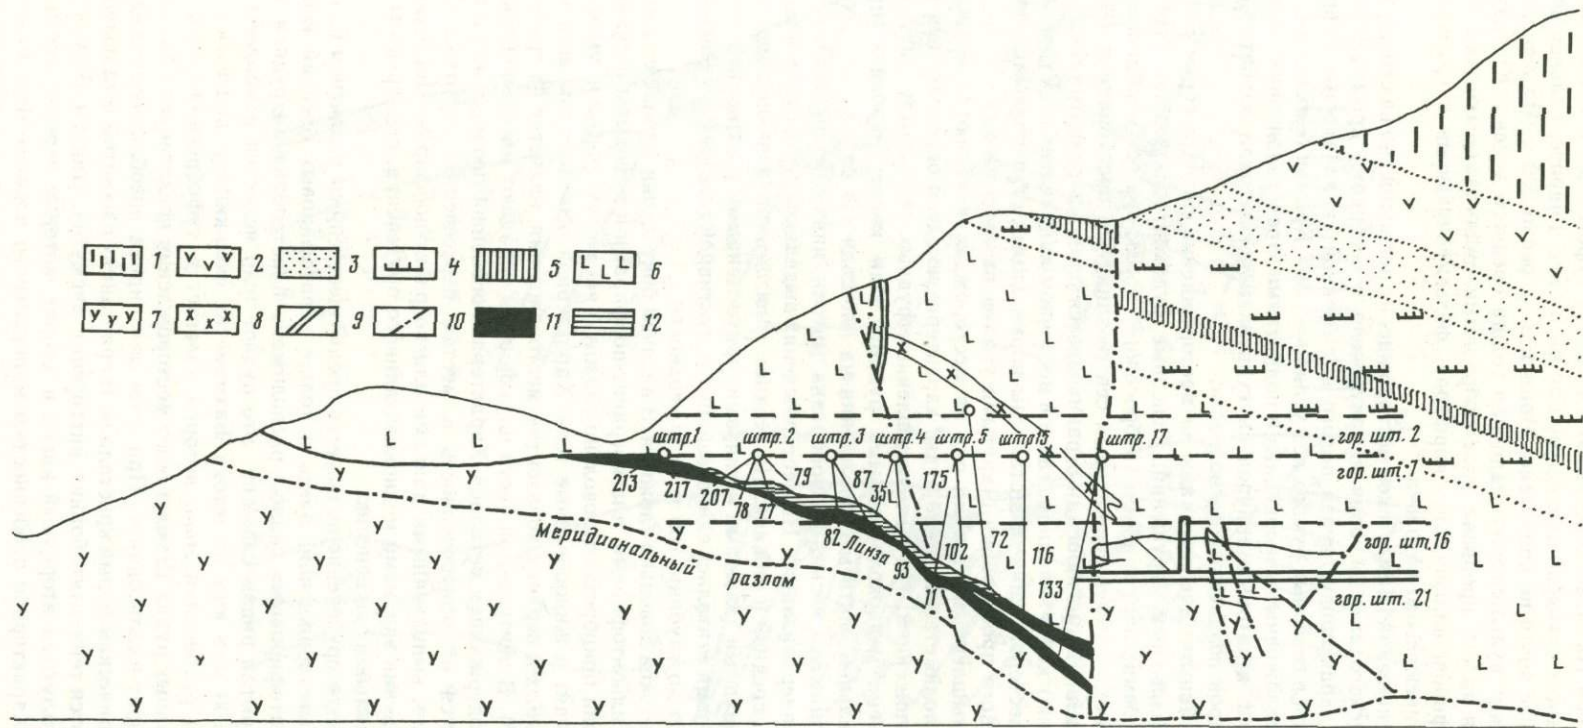 1 2 3 4 5 6
7 8 9 10 11 12
гор. шт. 2
штр.1 штр. 2 штр. 3 штр. 4 штр. 5 штр 15 штр. 17
гор. шт. 1
213 217 207 78 77 79 87 35 175
82 Линза 93 102 72 116
Меридиональный
разлом
11 133
гор. шт. 16
гор. шт. 21